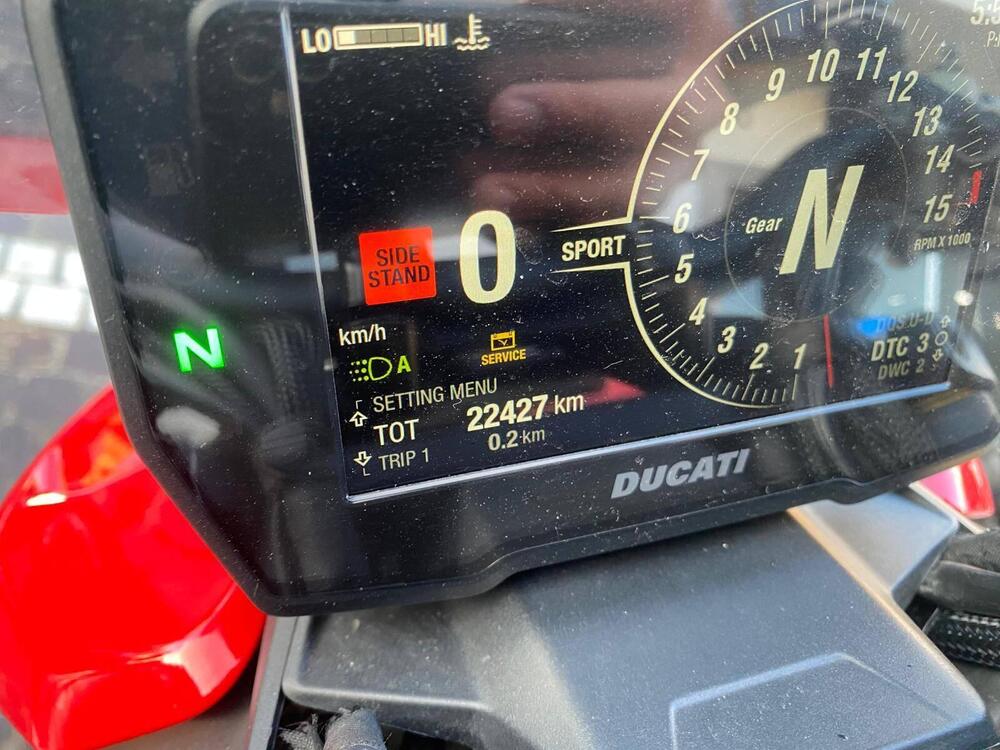 LO HI
5:
P.
SIDE
STAND
0
km/h
A
SERVICE
SETTING MENU
TOT 22427 km
TRIP 1 0.2 km
SPORT
1 2 3 4 5 6 7 8 9 10 11 12 13 14 15
RPM X 1000
Gear N
DTC 3
DWC 2
N
DUCATI